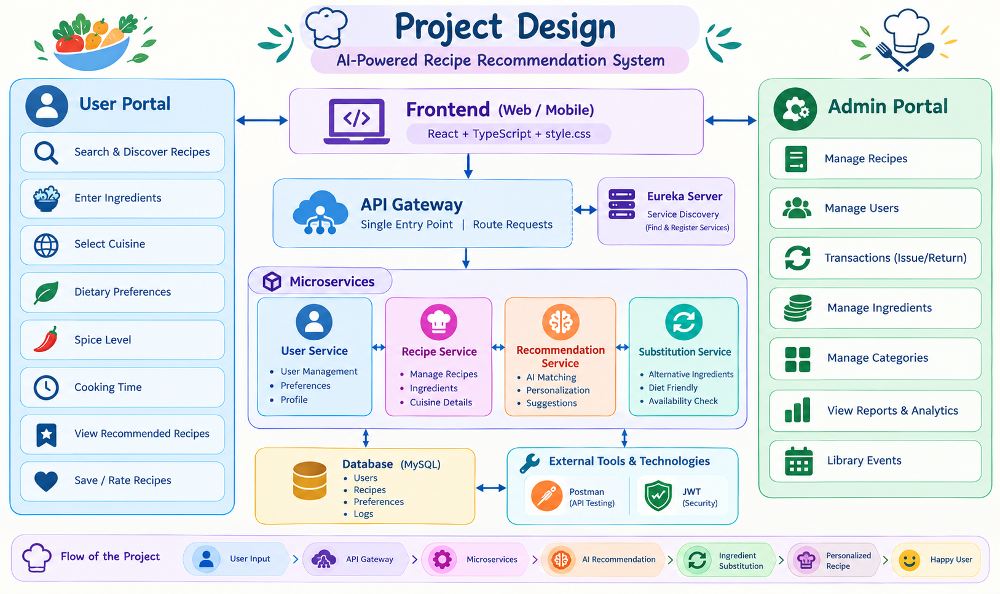 Project Design
AI-Powered Recipe Recommendation System
User Portal
Search & Discover Recipes
Enter Ingredients
Select Cuisine
Dietary Preferences
Spice Level
Cooking Time
View Recommended Recipes
Save / Rate Recipes
Frontend (Web / Mobile)
React + TypeScript + style.css
API Gateway
Single Entry Point | Route Requests
Eureka Server
Service Discovery
(Find & Register Services)
Microservices
User Service
• User Management
• Preferences
• Profile
Recipe Service
• Manage Recipes
• Ingredients
• Cuisine Details
Recommendation
Service
• AI Matching
• Personalization
• Suggestions
Substitution Service
• Alternative Ingredients
• Diet Friendly
• Availability Check
Database (MySQL)
• Users
• Recipes
• Preferences
• Logs
External Tools & Technologies
Postman
(API Testing)
JWT
(Security)
Admin Portal
Manage Recipes
Manage Users
Transactions (Issue/Return)
Manage Ingredients
Manage Categories
View Reports & Analytics
Library Events
Flow of the Project
User Input
API Gateway
Microservices
AI Recommendation
Ingredient
Substitution
Personalized
Recipe
Happy User